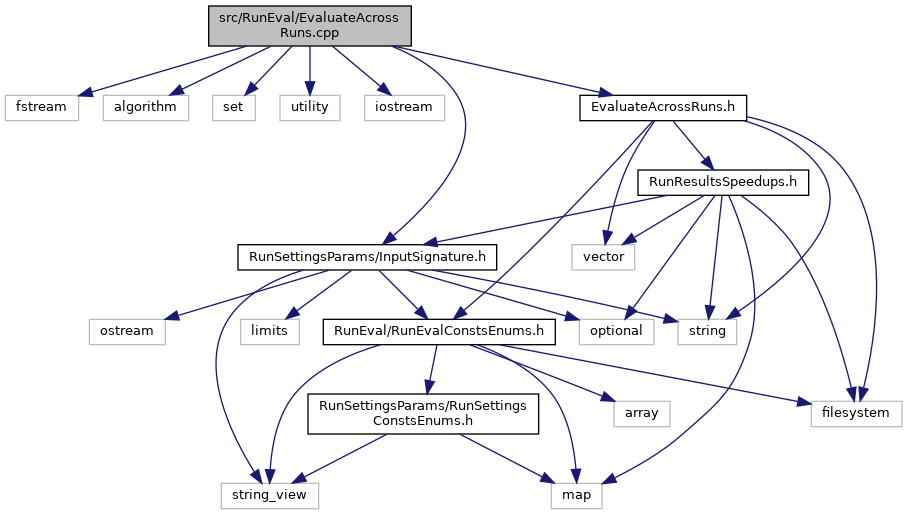 src/RunEval/EvaluateAcross
Runs.cpp
fstream
algorithm
set
utility
iostream
EvaluateAcrossRuns.h
RunResultsSpeedups.h
RunSettingsParams/InputSignature.h
vector
ostream
limits
RunEval/RunEvalConstsEnums.h
optional
string
RunSettingsParams/RunSettings
ConstsEnums.h
array
filesystem
string_view
map